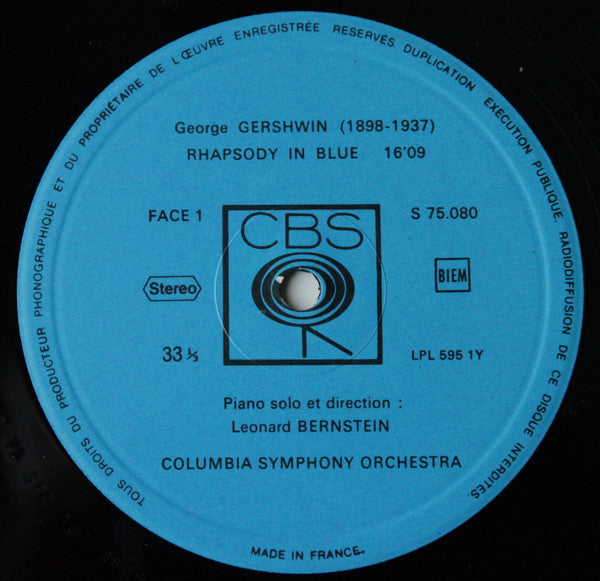 TOUS DROITS DU PRODUCTEUR PHONOGRAPHIQUE ET DU PROPRIÉTAIRE DE L'ŒUVRE ENREGISTRÉE RESERVÉS DUPLICATION EXÉCUTION PUBLIQUE, RADIODIFFUSION DE CE DISQUE INTERDITES
George GERSHWIN (1898-1937)
RHAPSODY IN BLUE 16'09
FACE 1
CBS
S 75.080
Stereo
BIEM
33 ⅓
LPL 595 1Y
Piano solo et direction :
Leonard BERNSTEIN
COLUMBIA SYMPHONY ORCHESTRA
MADE IN FRANCE